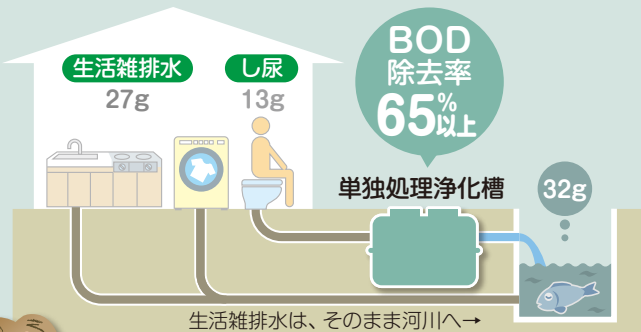 生活雑排水
27g
し尿
13g
BOD
除去率
65%以上
単独処理浄化槽
32g
生活雑排水は、そのまま河川へ→